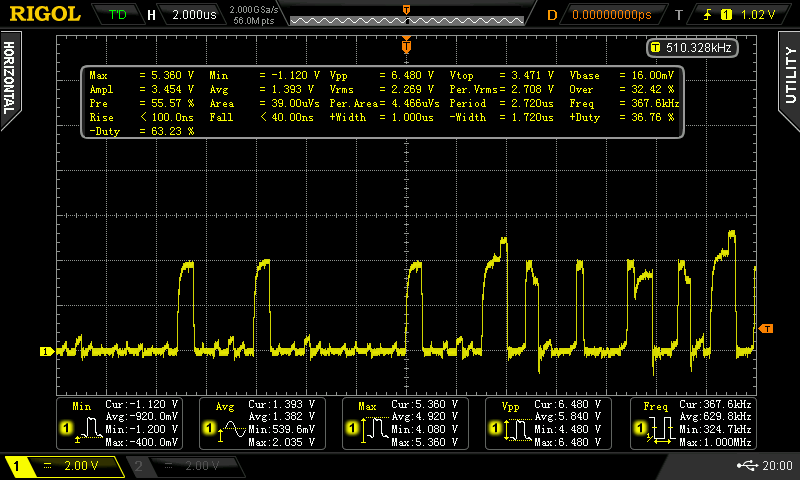 RIGOL T'D H 2.000us 2.000GSa/s 56.0M pts D 0.00000000ps T 1 1.02 V
HORIZONTAL
UTILITY
T 510.328kHz
Max = 5.360 V Min = -1.120 V Vpp = 6.480 V Vtop = 3.471 V Vbase = 16.00mV
Ampl = 3.454 V Avg = 1.393 V Vrms = 2.269 V Per.Vrms= 2.708 V Over = 32.42 %
Pre = 55.57 % Area = 39.00uVs Per.Area= 4.466uVs Period = 2.720us Freq = 367.6kHz
Rise < 100.0ns Fall < 40.00ns +Width = 1.000us -Width = 1.720us +Duty = 36.76 %
-Duty = 63.23 %
T
T
1
T
Min Cur:-1.120 V
Avg:-920.0mV
1 Min:-1.200 V
Max:-400.0mV
Avg Cur:1.393 V
Avg:1.382 V
1 Min:539.6mV
Max:2.035 V
Max Cur:5.360 V
Avg:4.920 V
1 Min:4.080 V
Max:5.360 V
Vpp Cur:6.480 V
Avg:5.840 V
1 Min:4.480 V
Max:6.480 V
Freq Cur:367.6kHz
Avg:629.8kHz
1 Min:324.7kHz
Max:1.000MHz
1 2.00 V 2 2.00 V 20:00